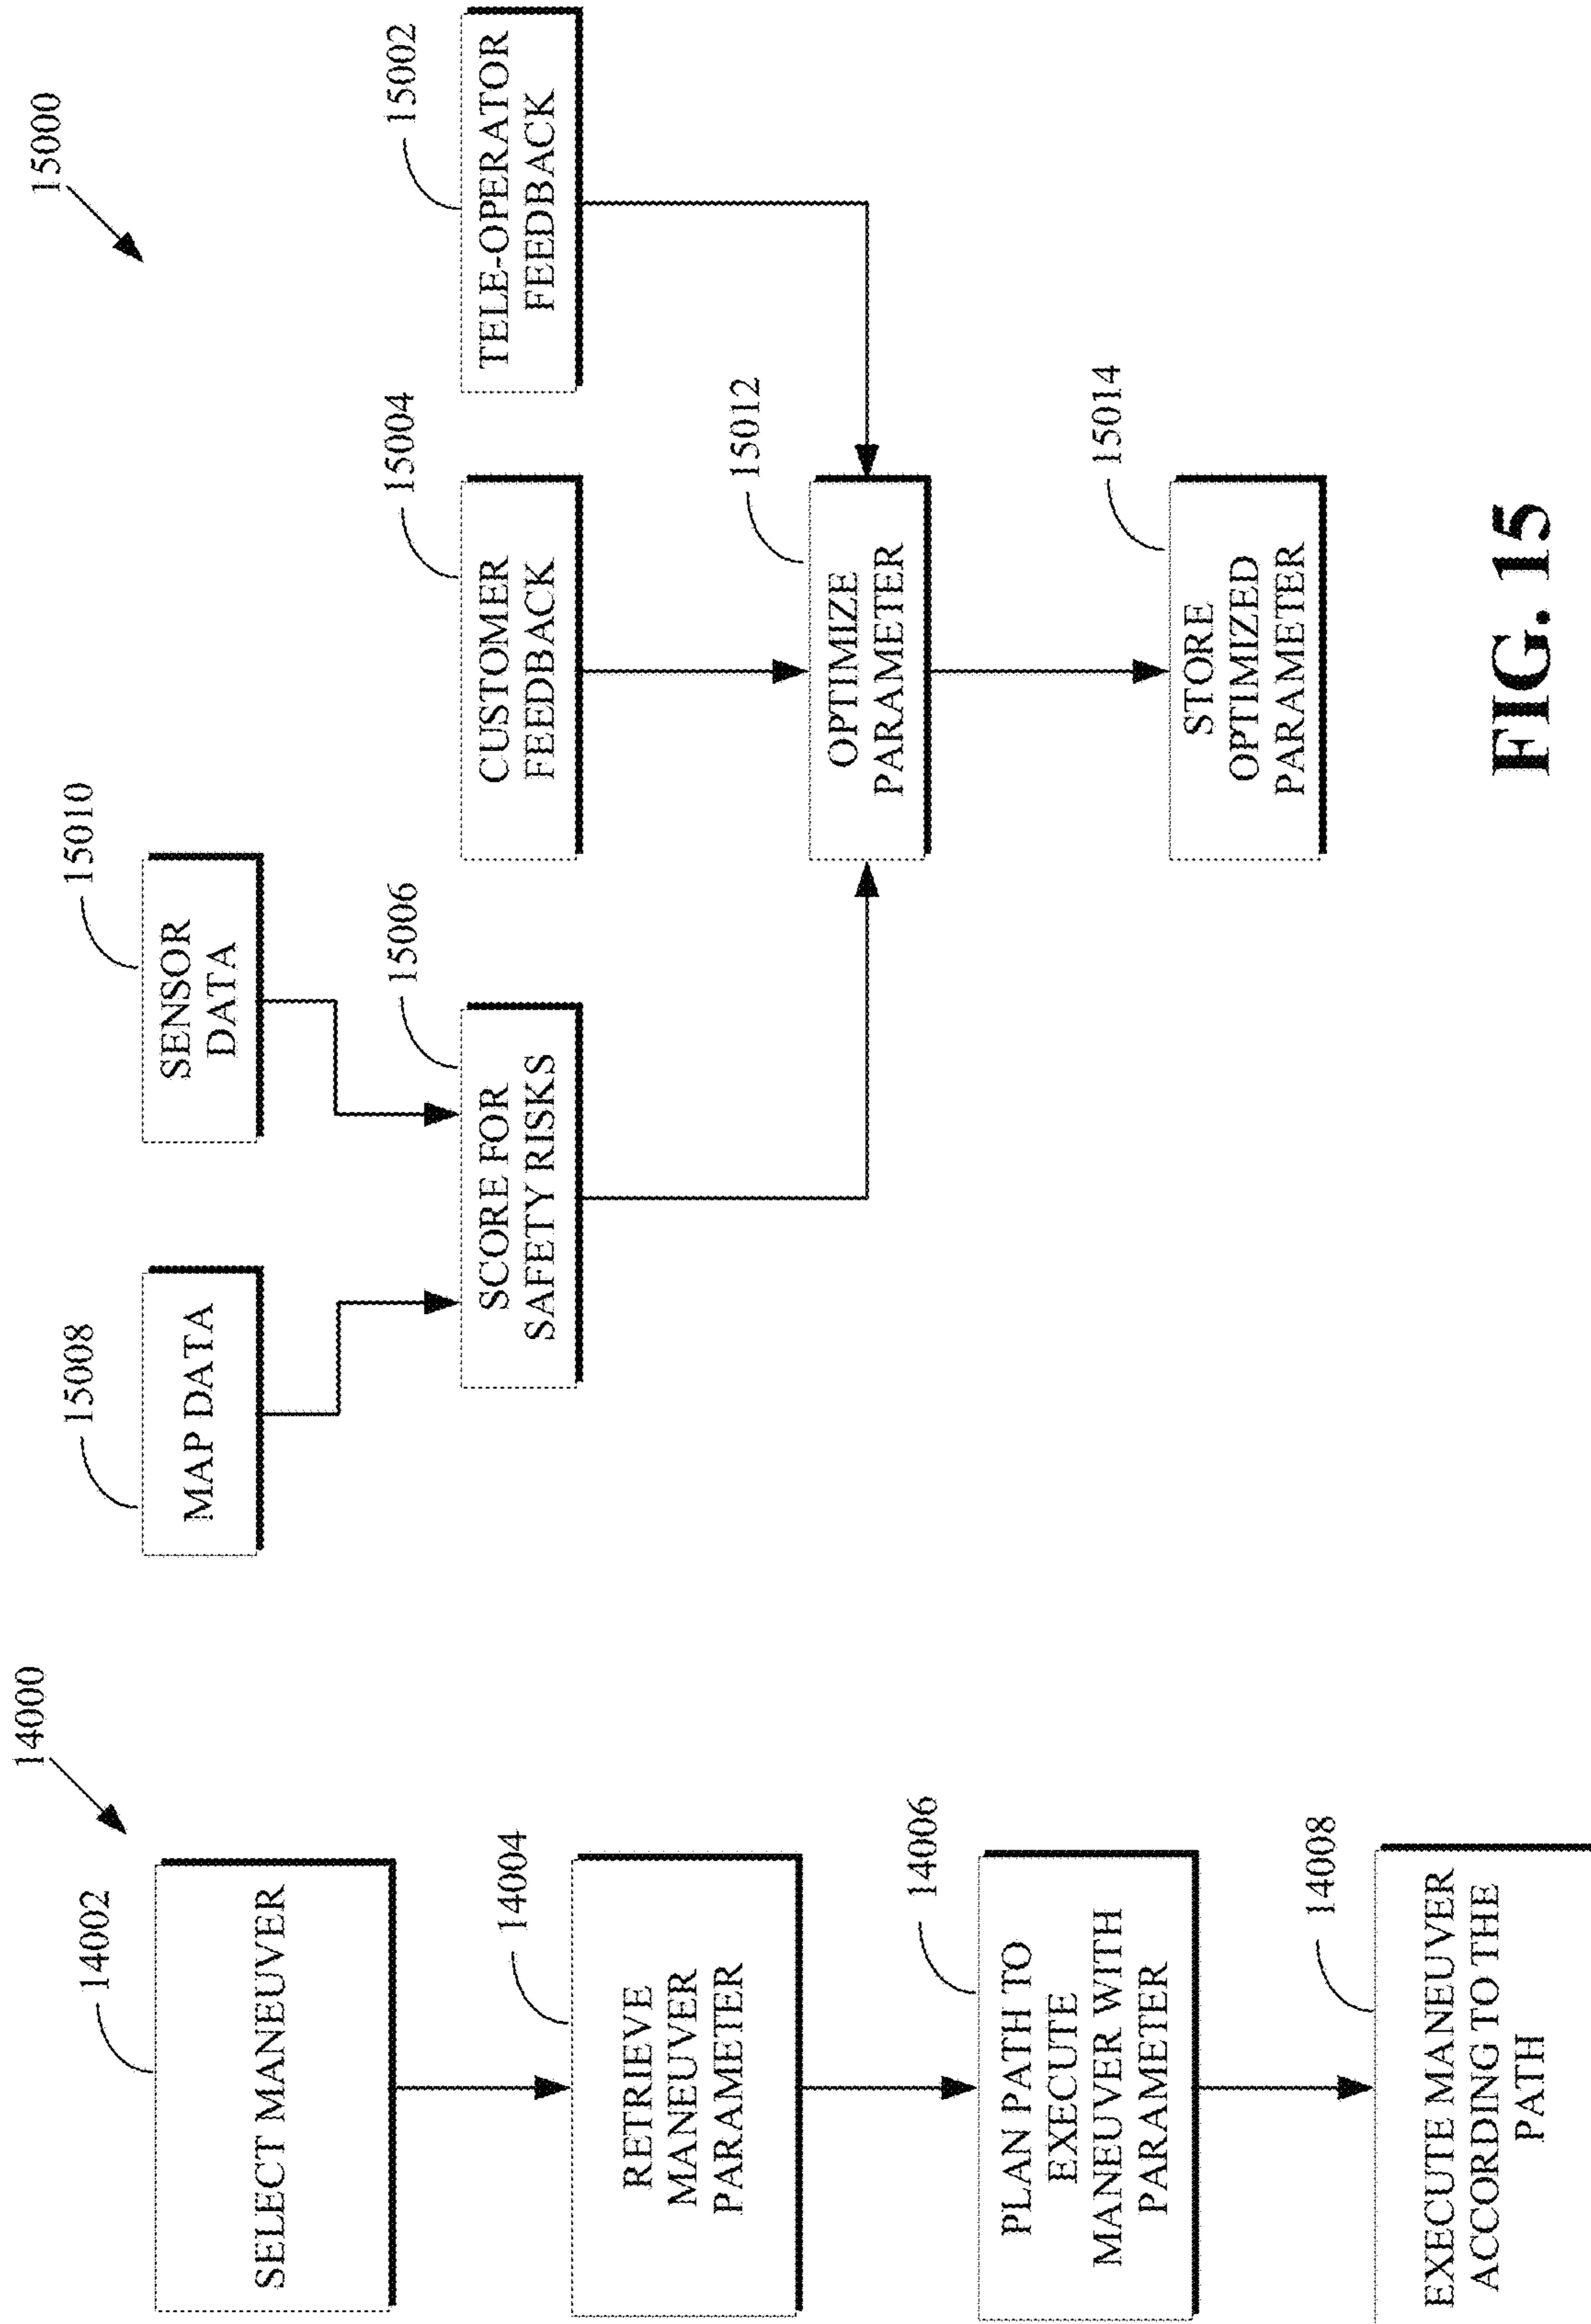 14000
14002
SELECT MANEUVER
14004
RETRIEVE
MANEUVER
PARAMETER
14006
PLAN PATH TO
EXECUTE
MANEUVER WITH
PARAMETER
14008
EXECUTE MANEUVER
ACCORDING TO THE
PATH
15000
15008
MAP DATA
15010
SENSOR
DATA
15006
SCORE FOR
SAFETY RISKS
15004
CUSTOMER
FEEDBACK
15002
TELE-OPERATOR
FEEDBACK
15012
OPTIMIZE
PARAMETER
15014
STORE
OPTIMIZED
PARAMETER
FIG. 15